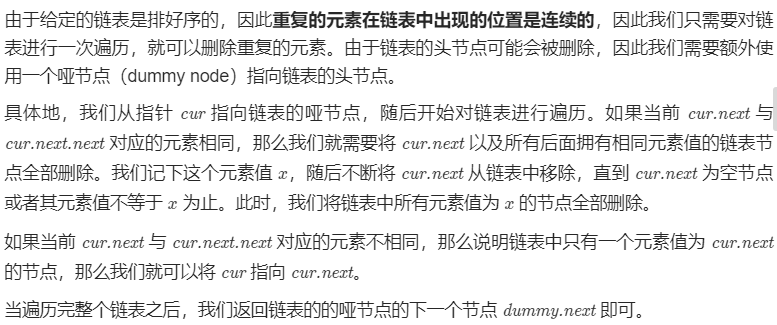 由于给定的链表是排好序的，因此重复的元素在链表中出现的位置是连续的，因此我们只需要对链
表进行一次遍历，就可以删除重复的元素。由于链表的头节点可能会被删除，因此我们需要额外使
用一个哑节点（dummy node）指向链表的头节点。
具体地，我们从指针 cur 指向链表的哑节点，随后开始对链表进行遍历。如果当前 cur.next 与
cur.next.next 对应的元素相同，那么我们就需要将 cur.next 以及所有后面拥有相同元素值的链表节
点全部删除。我们记下这个元素值 x，随后不断将 cur.next 从链表中移除，直到 cur.next 为空节点
或者其元素值不等于 x 为止。此时，我们将链表中所有元素值为 x 的节点全部删除。
如果当前 cur.next 与 cur.next.next 对应的元素不相同，那么说明链表中只有一个元素值为 cur.next
的节点，那么我们就可以将 cur 指向 cur.next。
当遍历完整个链表之后，我们返回链表的的哑节点的下一个节点 dummy.next 即可。